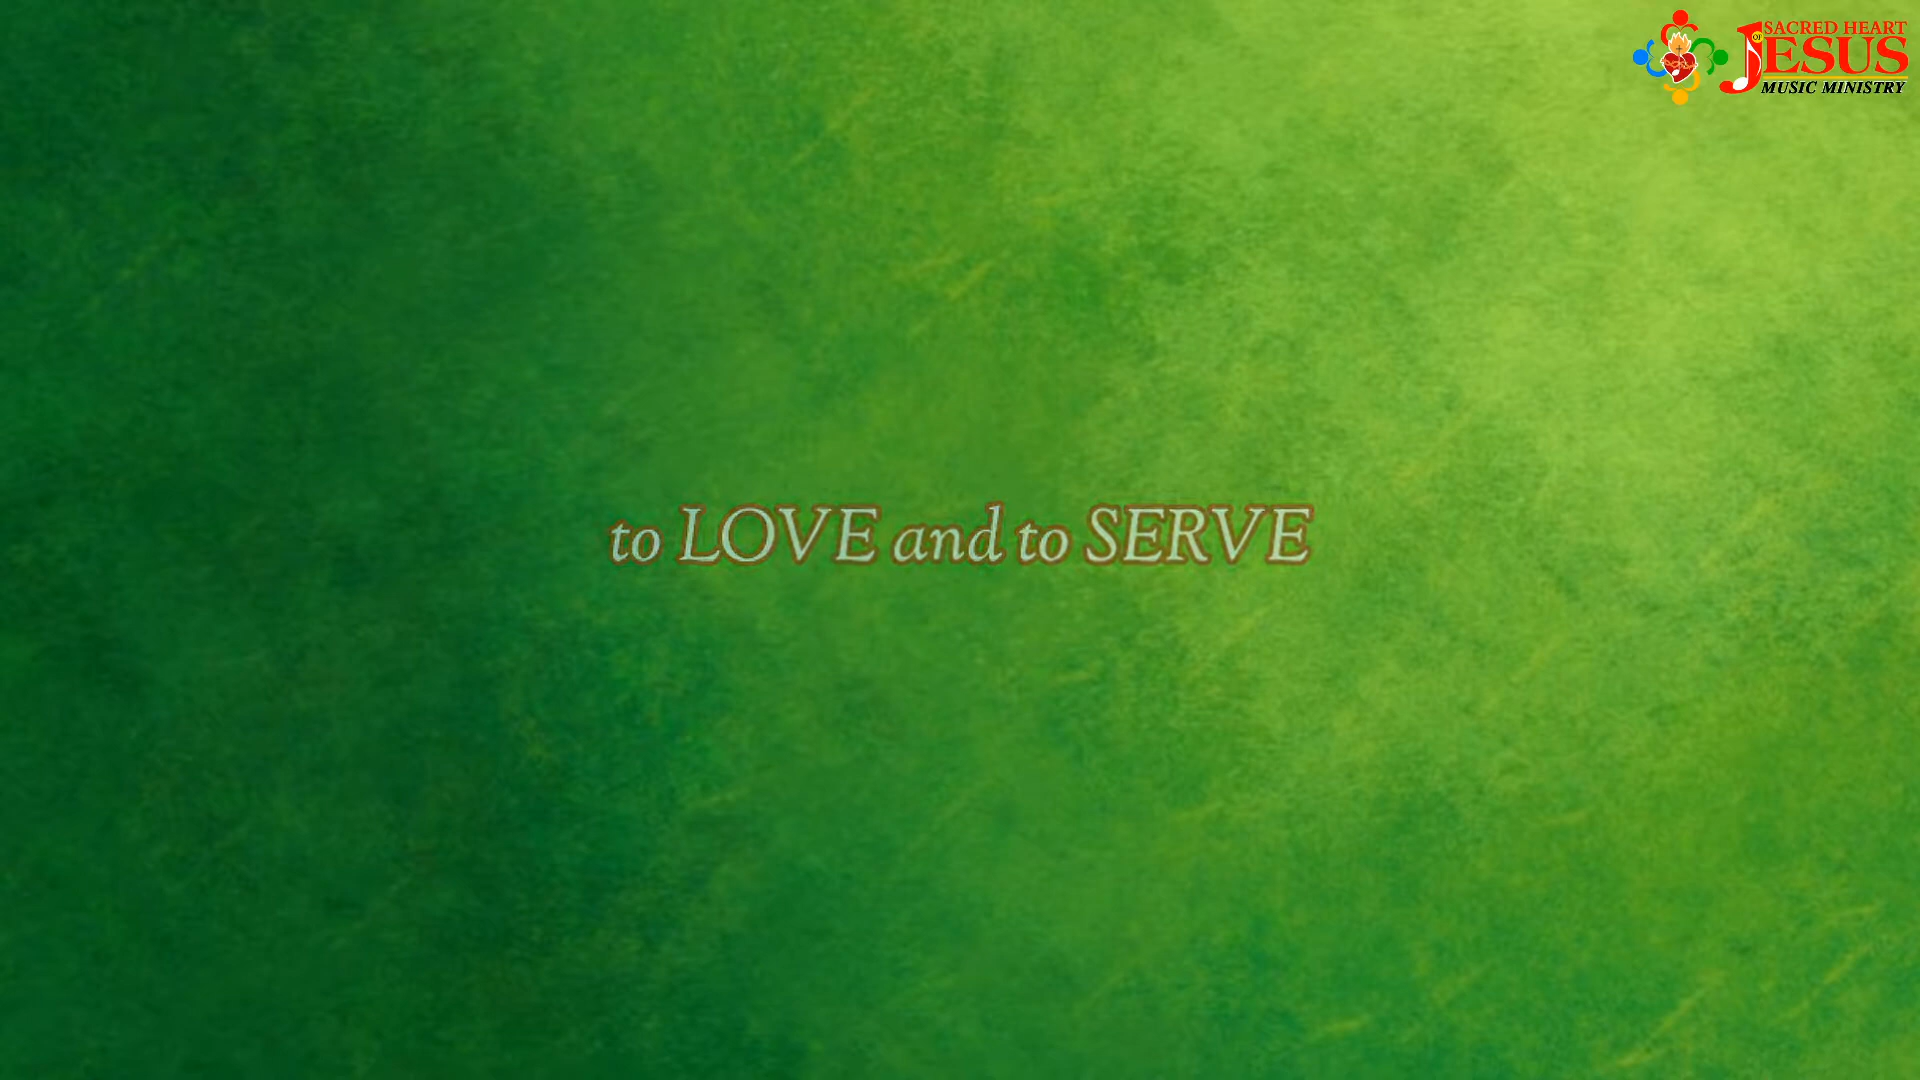 SACRED HEART
OF
JESUS
MUSIC MINISTRY
to LOVE and to SERVE